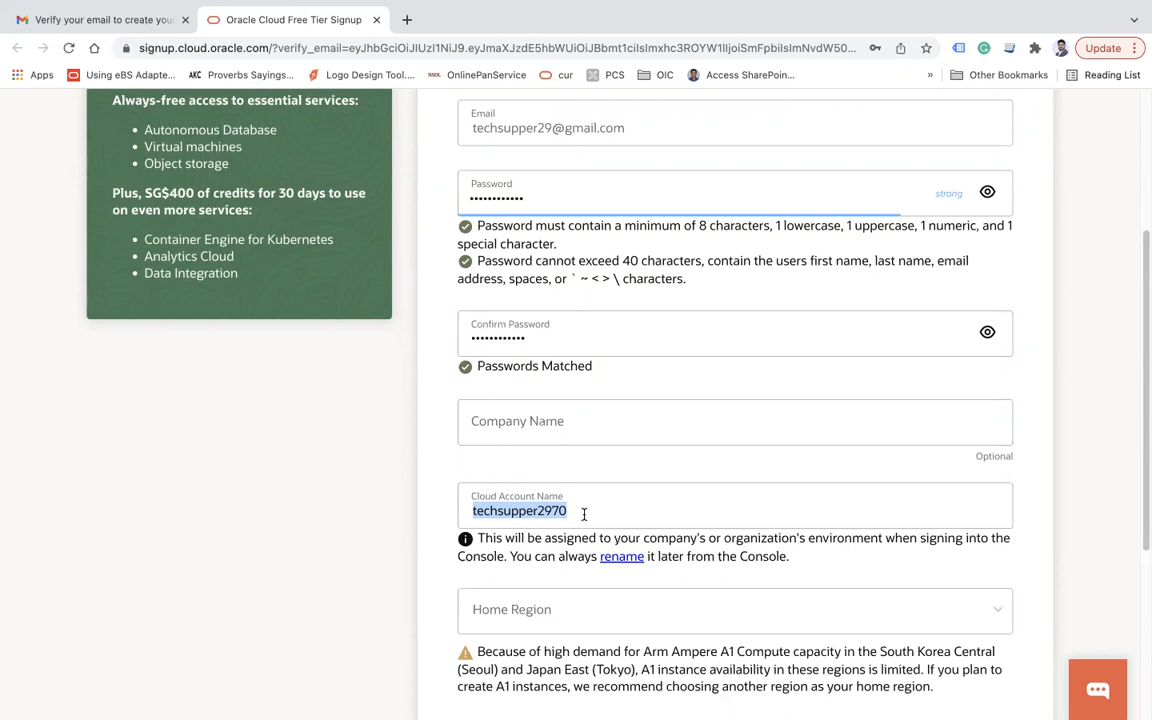 Verify your email to create you
Oracle Cloud Free Tier Signup
signup.cloud.oracle.com/?verify_email=eyJhbGciOiJIUzI1NiJ9.eyJmaXJzdE5hbWUiOiJBbmt1ciIsImxhc3ROYW1lIjoiSmFpbiIsImVtYWlsIjoidGVjaHN1cHBlcjI5QGdtYWlsLmNvbSIs...
Update
Apps
Using eBS Adapte...
AKC
Proverbs Sayings...
Logo Design Tool....
OnlinePanService
cur
PCS
OIC
Access SharePoin...
»
Other Bookmarks
Reading List
Always-free access to essential services:
• Autonomous Database
• Virtual machines
• Object storage
Plus, SG$400 of credits for 30 days to use
on even more services:
• Container Engine for Kubernetes
• Analytics Cloud
• Data Integration
Email
techsupper29@gmail.com
Password
••••••••••••
strong
Password must contain a minimum of 8 characters, 1 lowercase, 1 uppercase, 1 numeric, and 1
special character.
Password cannot exceed 40 characters, contain the users first name, last name, email
address, spaces, or ` ~ < > \ characters.
Confirm Password
••••••••••••
Passwords Matched
Company Name
Optional
Cloud Account Name
techsupper2970
This will be assigned to your company's or organization's environment when signing into the
Console. You can always rename it later from the Console.
Home Region
Because of high demand for Arm Ampere A1 Compute capacity in the South Korea Central
(Seoul) and Japan East (Tokyo), A1 instance availability in these regions is limited. If you plan to
create A1 instances, we recommend choosing another region as your home region.